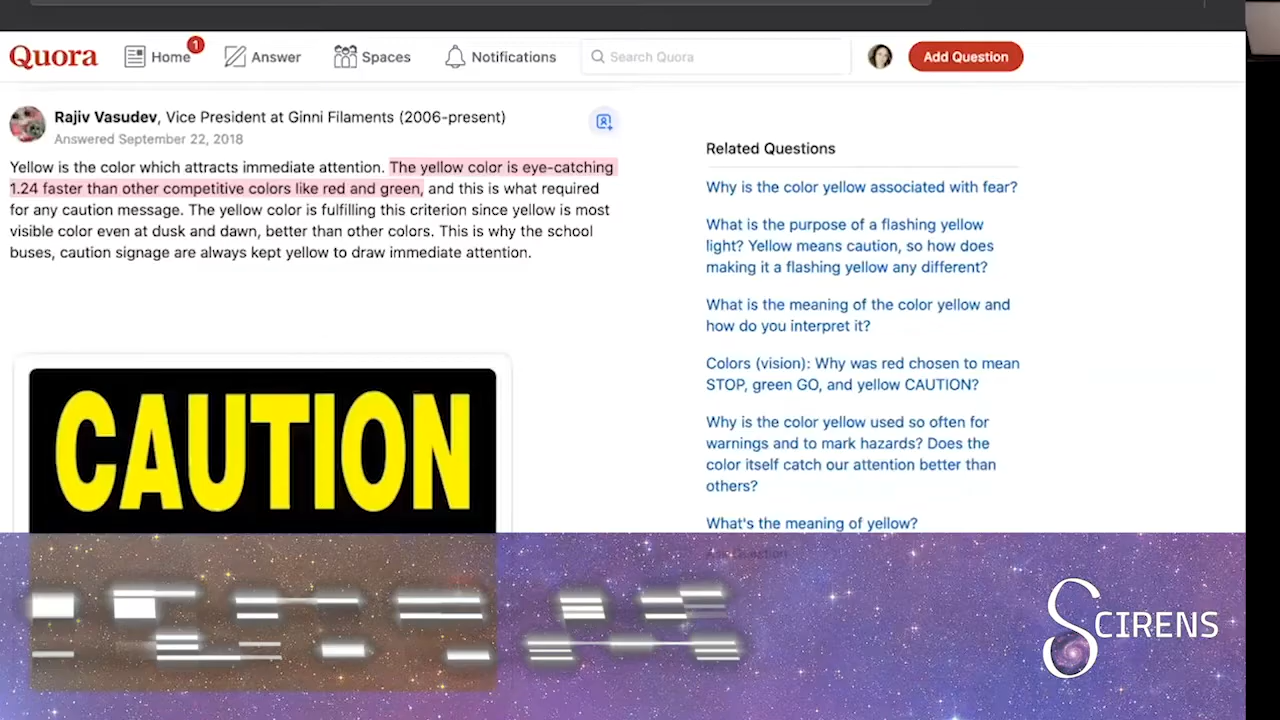 Quora
Home
1
Answer
Spaces
Notifications
Search Quora
Add Question
Rajiv Vasudev, Vice President at Ginni Filaments (2006-present)
Answered September 22, 2018
Yellow is the color which attracts immediate attention. The yellow color is eye-catching
1.24 faster than other competitive colors like red and green, and this is what required
for any caution message. The yellow color is fulfilling this criterion since yellow is most
visible color even at dusk and dawn, better than other colors. This is why the school
buses, caution signage are always kept yellow to draw immediate attention.
CAUTION
Related Questions
Why is the color yellow associated with fear?
What is the purpose of a flashing yellow
light? Yellow means caution, so how does
making it a flashing yellow any different?
What is the meaning of the color yellow and
how do you interpret it?
Colors (vision): Why was red chosen to mean
STOP, green GO, and yellow CAUTION?
Why is the color yellow used so often for
warnings and to mark hazards? Does the
color itself catch our attention better than
others?
What's the meaning of yellow?
SCIRENS